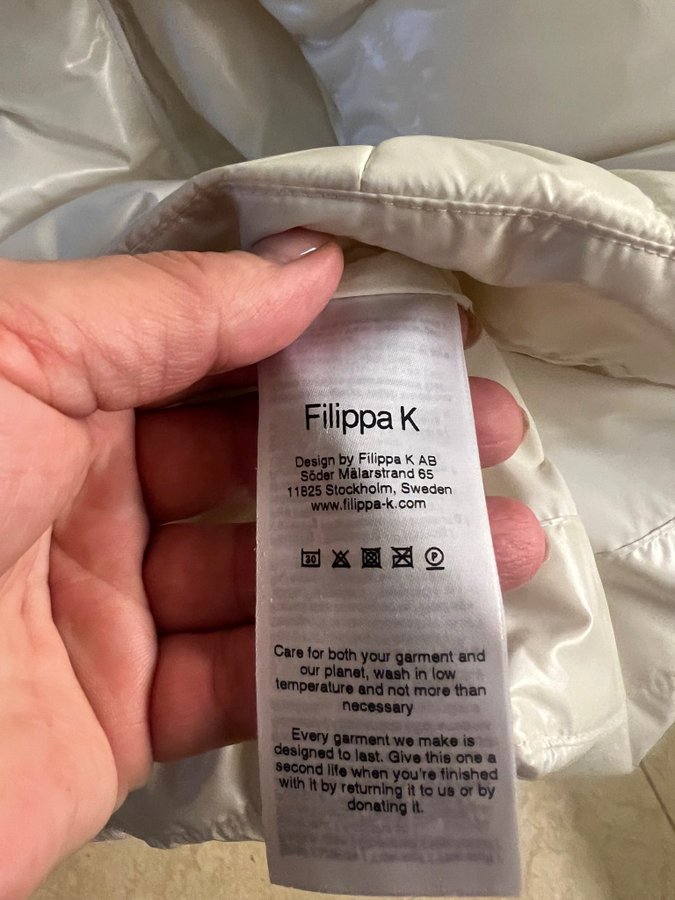 Filippa K
Design by Filippa K AB
Söder Mälarstrand 65
11825 Stockholm, Sweden
www.filippa-k.com
30 P
Care for both your garment and
our planet, wash in low
temperature and not more than
necessary
Every garment we make is
designed to last. Give this one a
second life when you're finished
with it by returning it to us or by
donating it.